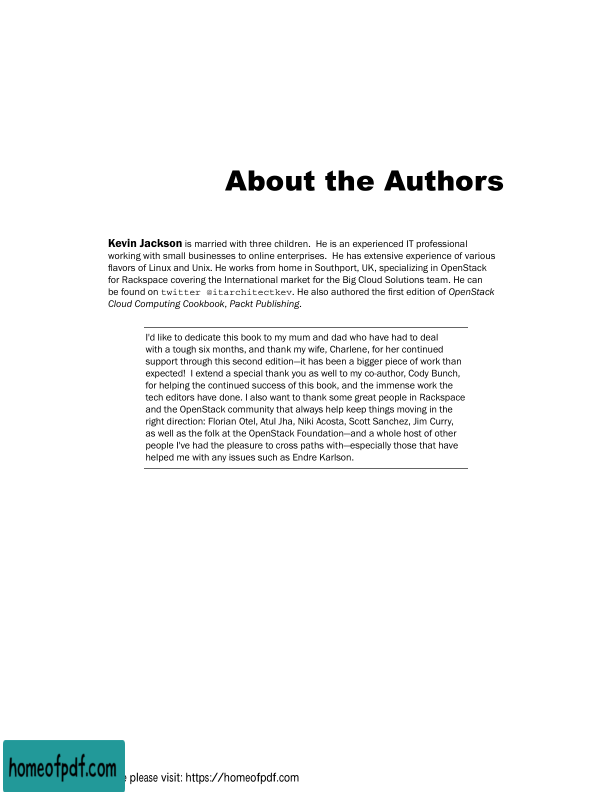 About the Authors
Kevin Jackson is married with three children.  He is an experienced IT professional
working with small businesses to online enterprises.  He has extensive experience of various
flavors of Linux and Unix. He works from home in Southport, UK, specializing in OpenStack
for Rackspace covering the International market for the Big Cloud Solutions team. He can
be found on twitter @itarchitectkev. He also authored the first edition of OpenStack
Cloud Computing Cookbook, Packt Publishing.
I'd like to dedicate this book to my mum and dad who have had to deal
with a tough six months, and thank my wife, Charlene, for her continued
support through this second edition—it has been a bigger piece of work than
expected!  I extend a special thank you as well to my co-author, Cody Bunch,
for helping the continued success of this book, and the immense work the
tech editors have done. I also want to thank some great people in Rackspace
and the OpenStack community that always help keep things moving in the
right direction: Florian Otel, Atul Jha, Niki Acosta, Scott Sanchez, Jim Curry,
as well as the folk at the OpenStack Foundation—and a whole host of other
people I've had the pleasure to cross paths with—especially those that have
helped me with any issues such as Endre Karlson.
homeofpdf.com
please visit: https://homeofpdf.com